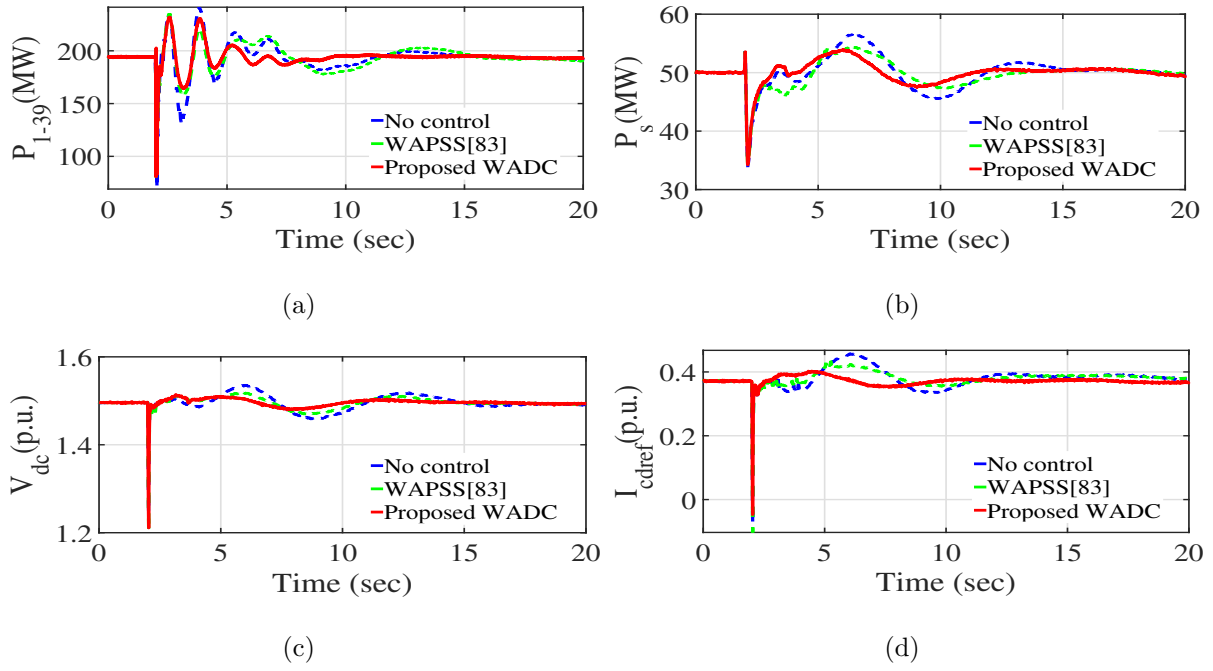 P1-39(MW)
200
150
100
No control
WAPSS[83]
Proposed WADC
0 5 10 15 20
Time (sec)
(a)
Ps(MW)
60
50
40
30
No control
WAPSS[83]
Proposed WADC
0 5 10 15 20
Time (sec)
(b)
Vdc(p.u.)
1.6
1.4
1.2
No control
WAPSS[83]
Proposed WADC
0 5 10 15 20
Time (sec)
(c)
Icdref(p.u.)
0.4
0.2
0
No control
WAPSS[83]
Proposed WADC
0 5 10 15 20
Time (sec)
(d)